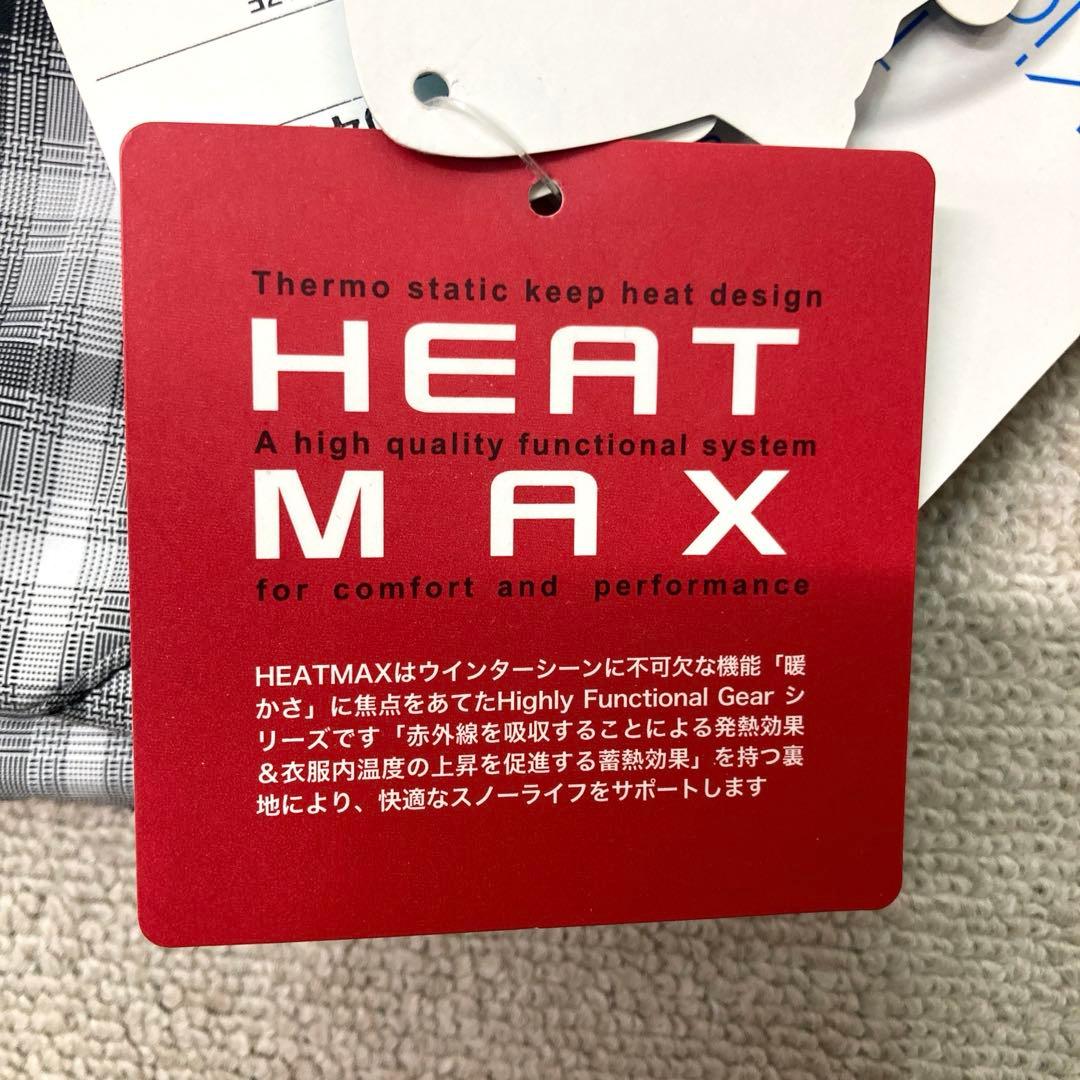 Thermo static keep heat design
HEAT
A high quality functional system
MAX
for comfort and performance
HEATMAXはウインターシーンに不可欠な機能「暖
かさ」に焦点をあてたHighly Functional Gear シ
リーズです「赤外線を吸収することによる発熱効果
&衣服内温度の上昇を促進する蓄熱効果」を持つ裏
地により、快適なスノーライフをサポートします